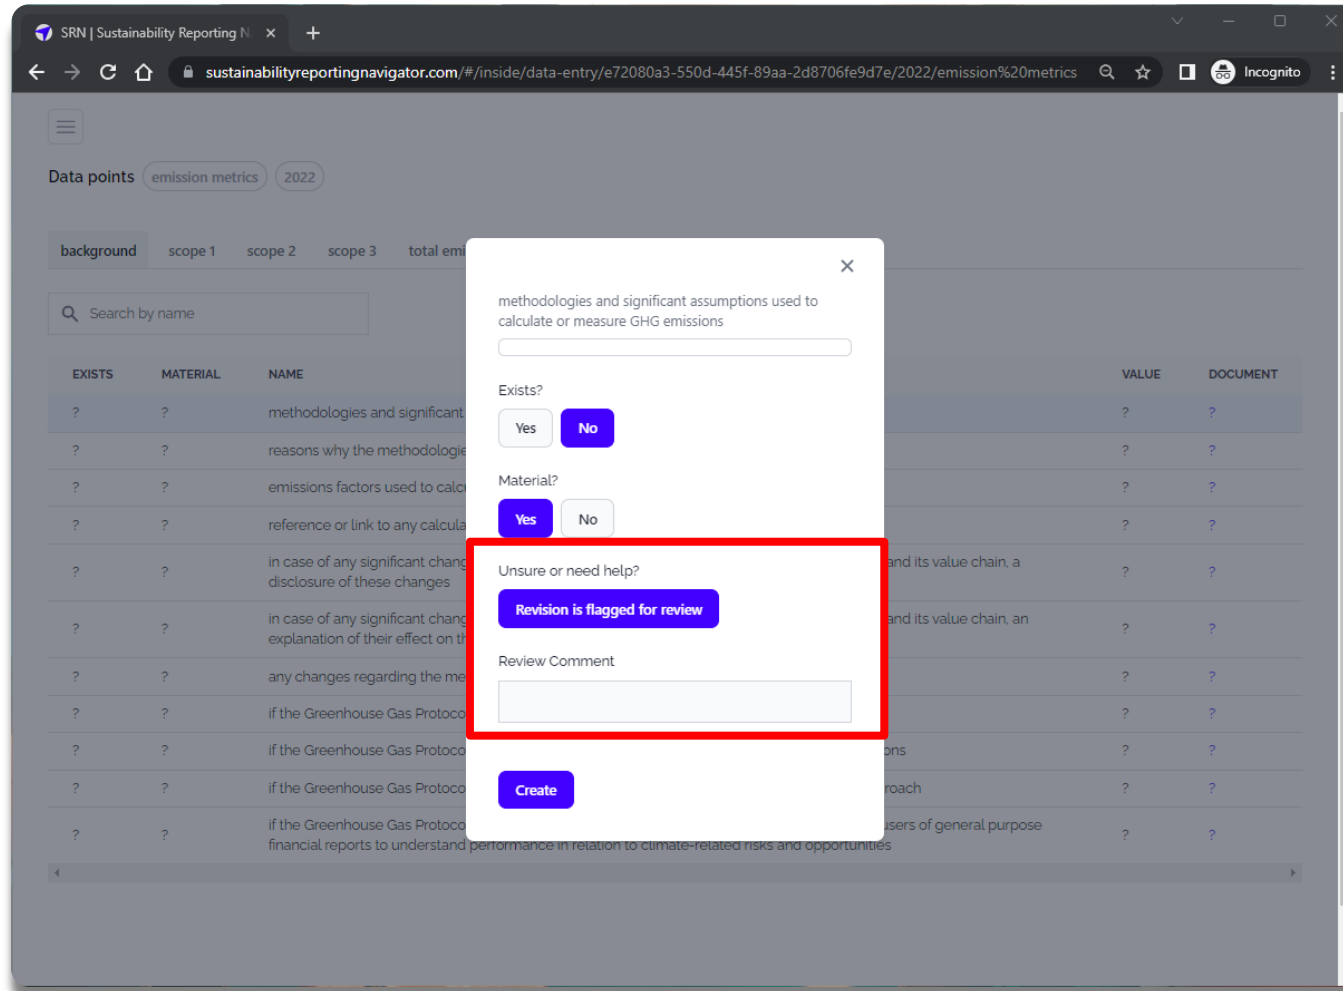 SRN | Sustainability Reporting N
sustainabilityreportingnavigator.com/#/inside/data-entry/e72080a3-550d-445f-89aa-2d8706fe9d7e/2022/emission%20metrics
Incognito
Data points emission metrics 2022
background scope 1 scope 2 scope 3 total emi
Search by name
EXISTS MATERIAL NAME VALUE DOCUMENT
? ? methodologies and significant ? ?
? ? reasons why the methodologie ? ?
? ? emissions factors used to calcu ? ?
? ? reference or link to any calcula ? ?
? ? in case of any significant chang and its value chain, a ? ?
disclosure of these changes
? ? in case of any significant chang and its value chain, an ? ?
explanation of their effect on th
? ? any changes regarding the me ? ?
? ? if the Greenhouse Gas Protoco ? ?
? ? if the Greenhouse Gas Protoco ons ? ?
? ? if the Greenhouse Gas Protoco roach ? ?
? ? if the Greenhouse Gas Protoco users of general purpose ? ?
financial reports to understand performance in relation to climate-related risks and opportunities
methodologies and significant assumptions used to
calculate or measure GHG emissions
Exists?
Yes No
Material?
Yes No
Unsure or need help?
Revision is flagged for review
Review Comment
Create